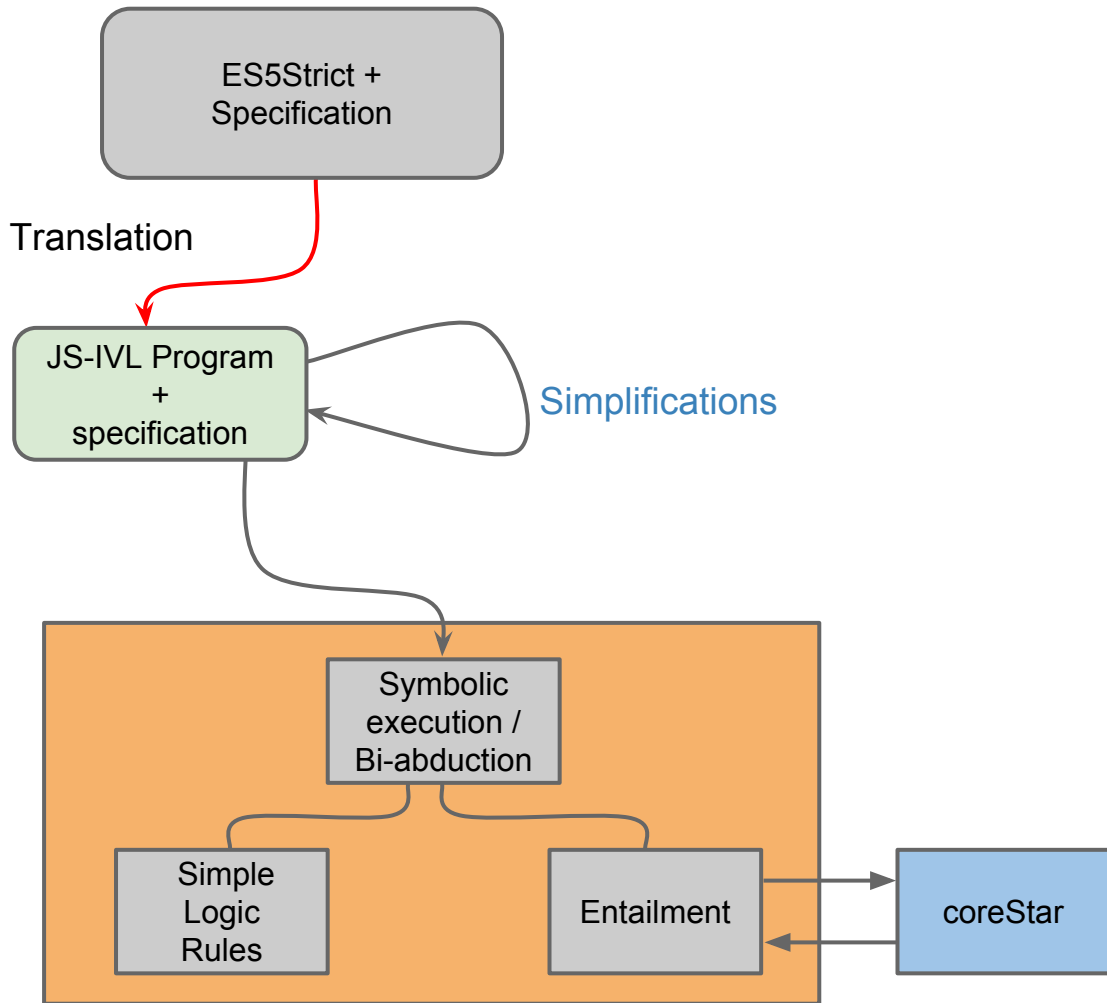 ES5Strict +
Specification
Translation
JS-IVL Program
+
specification
Simplifications
Symbolic
execution /
Bi-abduction
Simple
Logic
Rules
Entailment
coreStar